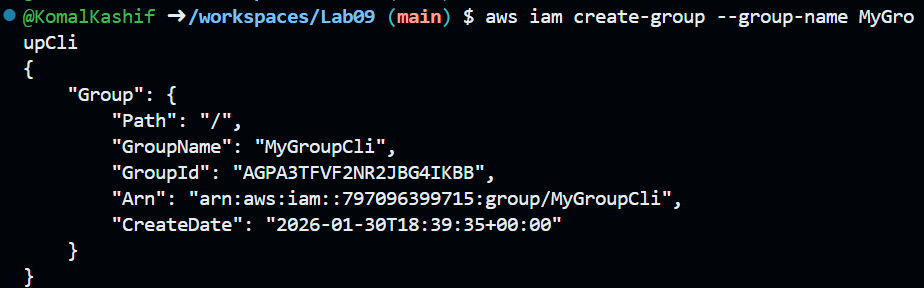 @KomalKashif ➜/workspaces/Lab09 (main) $ aws iam create-group --group-name MyGro
upCli
{
    "Group": {
        "Path": "/",
        "GroupName": "MyGroupCli",
        "GroupId": "AGPA3TFVF2NR2JBG4IKBB",
        "Arn": "arn:aws:iam::797096399715:group/MyGroupCli",
        "CreateDate": "2026-01-30T18:39:35+00:00"
    }
}